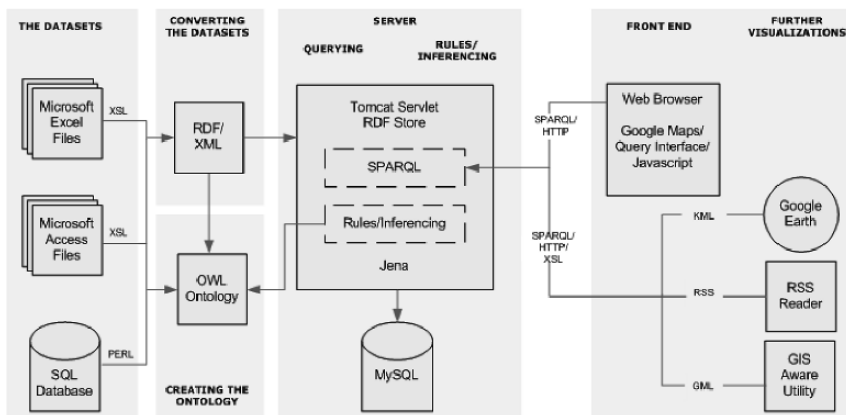 THE DATASETS
CONVERTING
THE DATASETS
SERVER
QUERYING
RULES/
INFERENCING
FRONT END
FURTHER
VISUALIZATIONS
Microsoft
Excel
Files
XSL
Microsoft
Access
Files
XSL
SQL
Database
PERL
RDF/
XML
OWL
Ontology
CREATING THE
ONTOLOGY
Tomcat Servlet
RDF Store
SPARQL
Rules/Inferencing
Jena
MySQL
SPARQL/
HTTP
SPARQL/
HTTP/
XSL
Web Browser
Google Maps/
Query Interface/
Javascript
KML
Google
Earth
RSS
RSS
Reader
GML
GIS
Aware
Utility